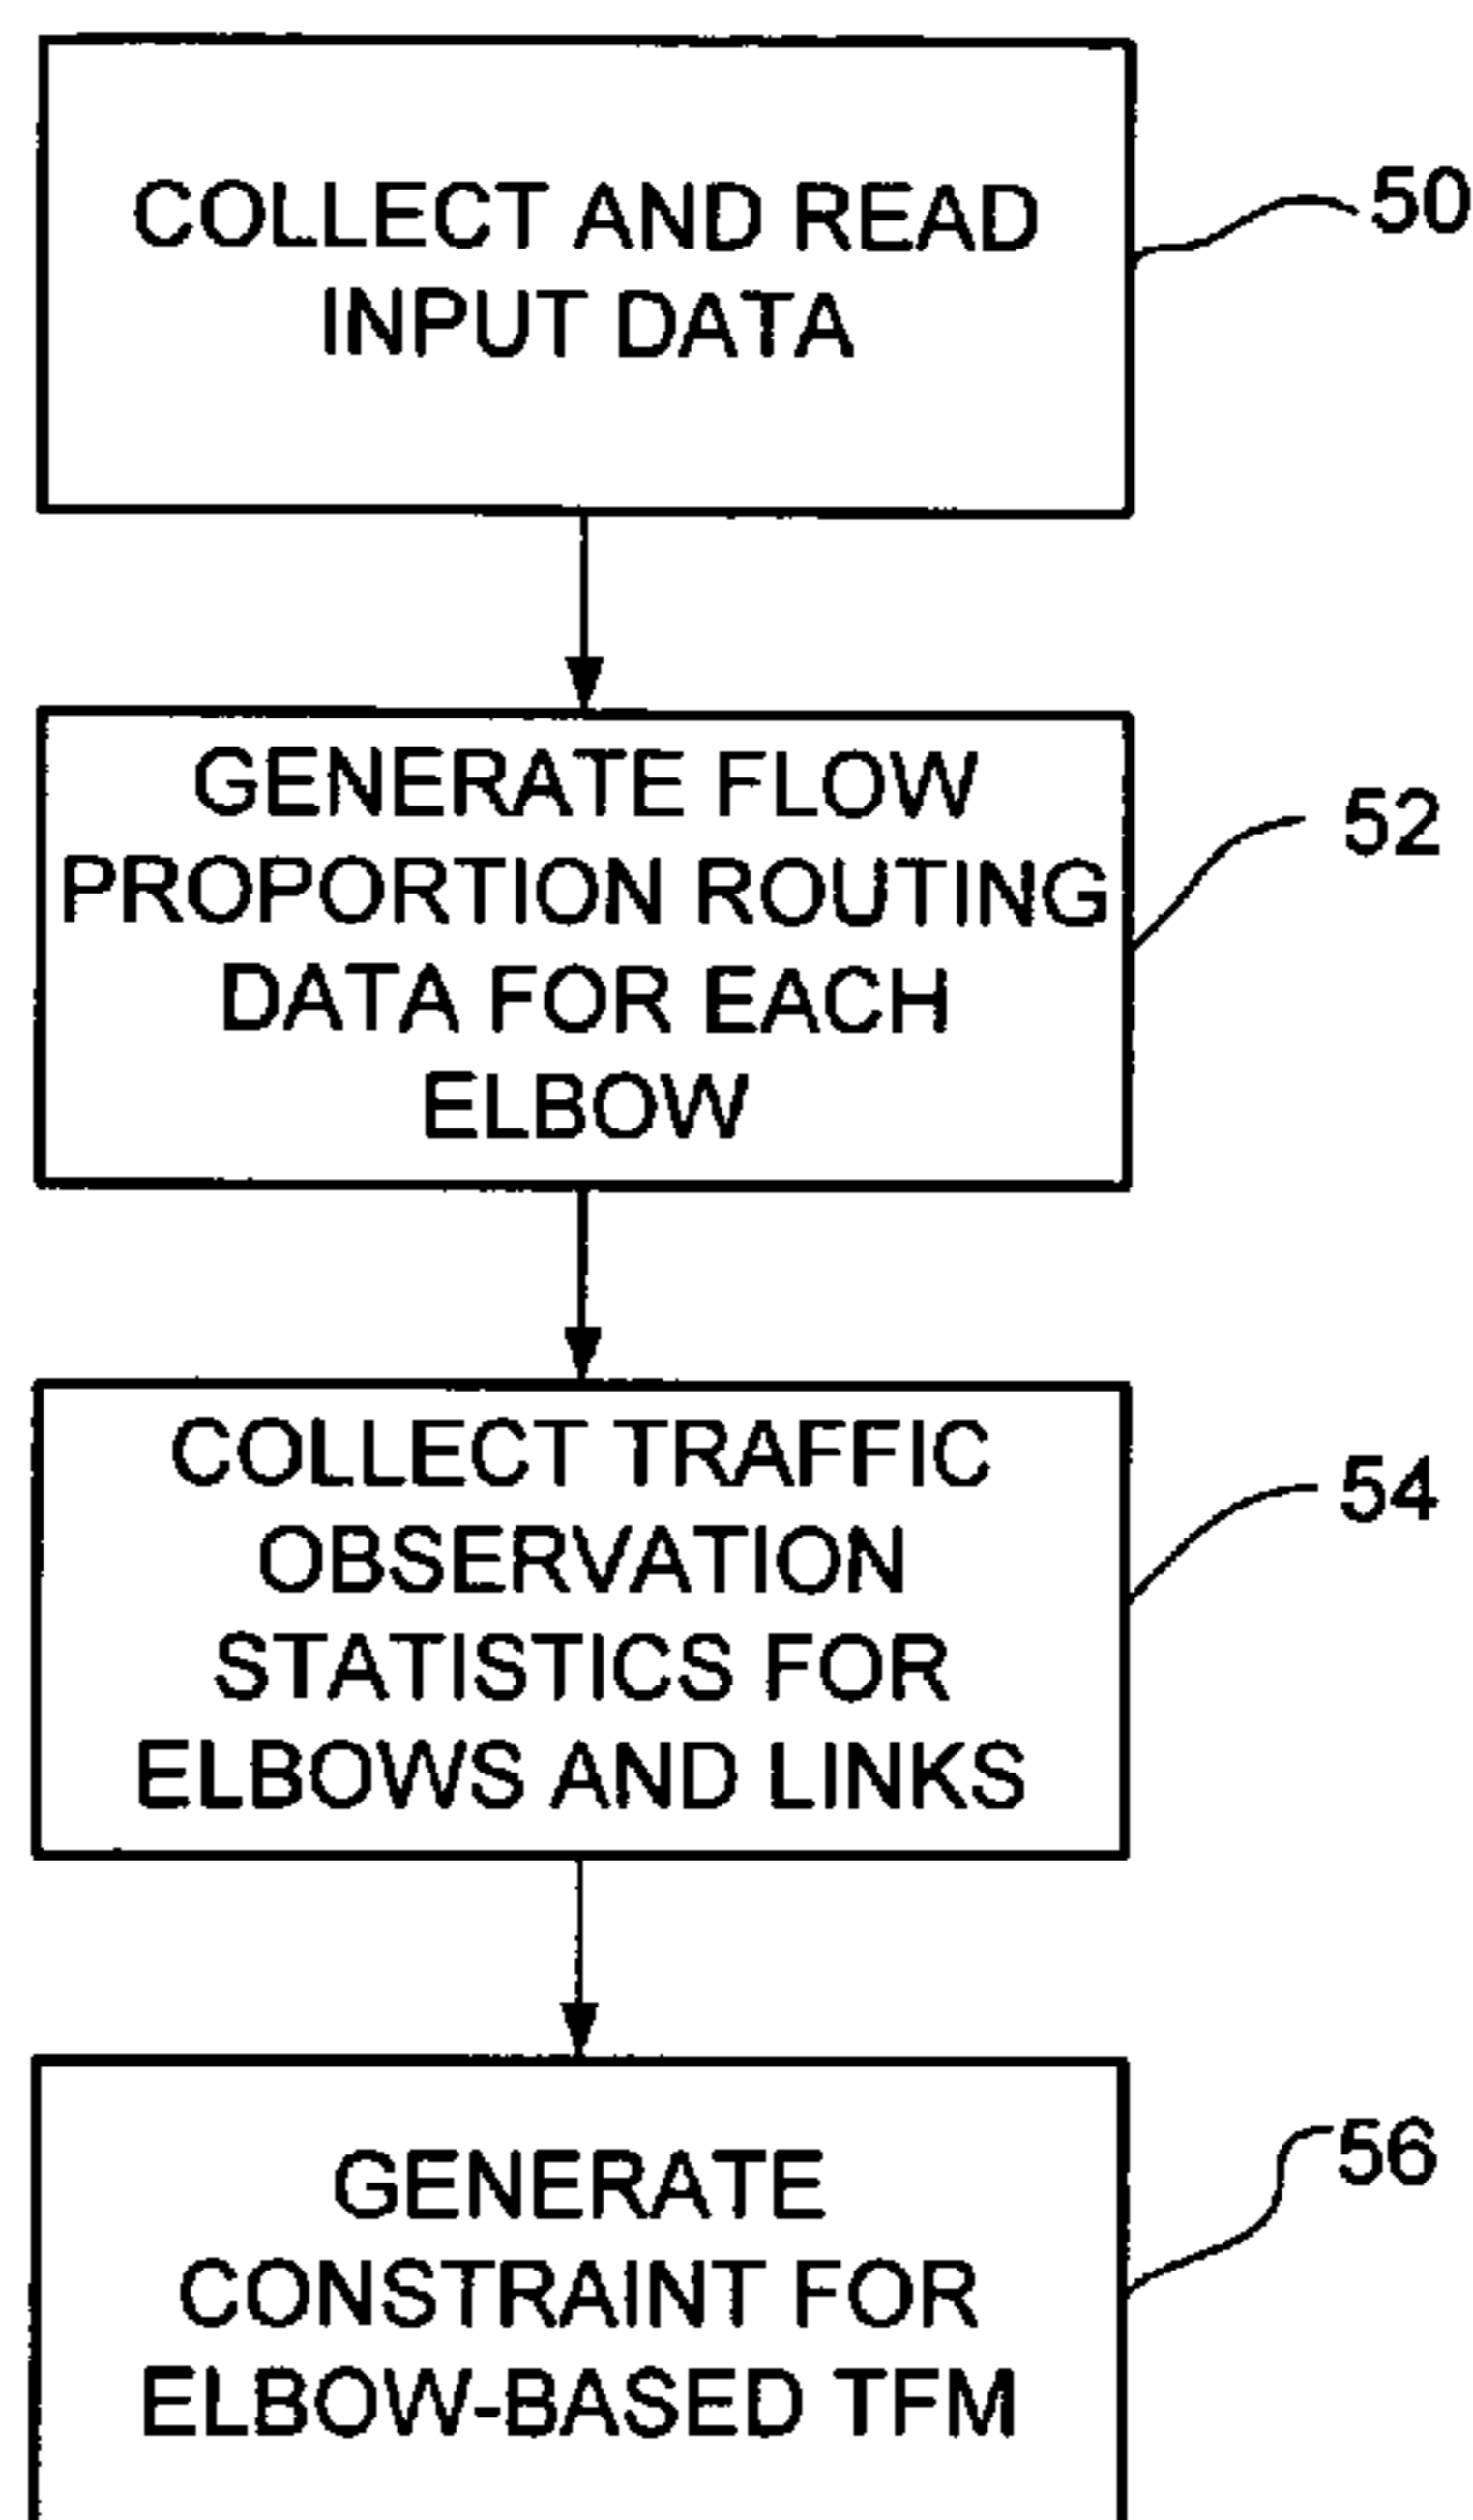 COLLECT AND READ
INPUT DATA
50
GENERATE FLOW
PROPORTION ROUTING
DATA FOR EACH
ELBOW
52
COLLECT TRAFFIC
OBSERVATION
STATISTICS FOR
ELBOWS AND LINKS
54
GENERATE
CONSTRAINT FOR
ELBOW-BASED TFM
56